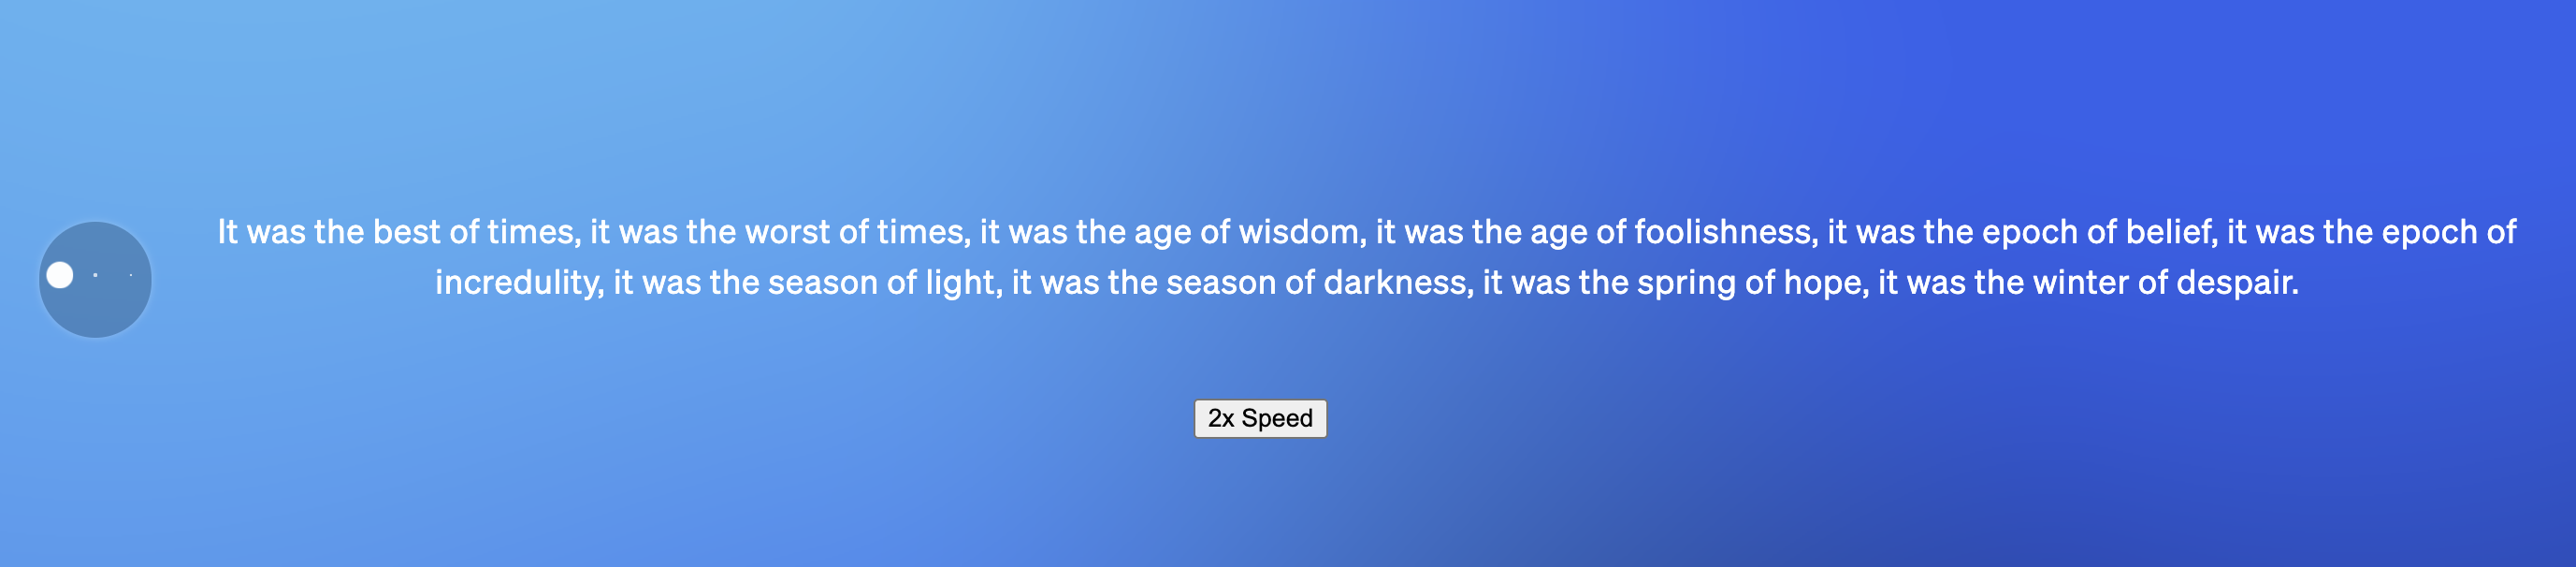 It was the best of times, it was the worst of times, it was the age of wisdom, it was the age of foolishness, it was the epoch of belief, it was the epoch of
incredulity, it was the season of light, it was the season of darkness, it was the spring of hope, it was the winter of despair.
2x Speed